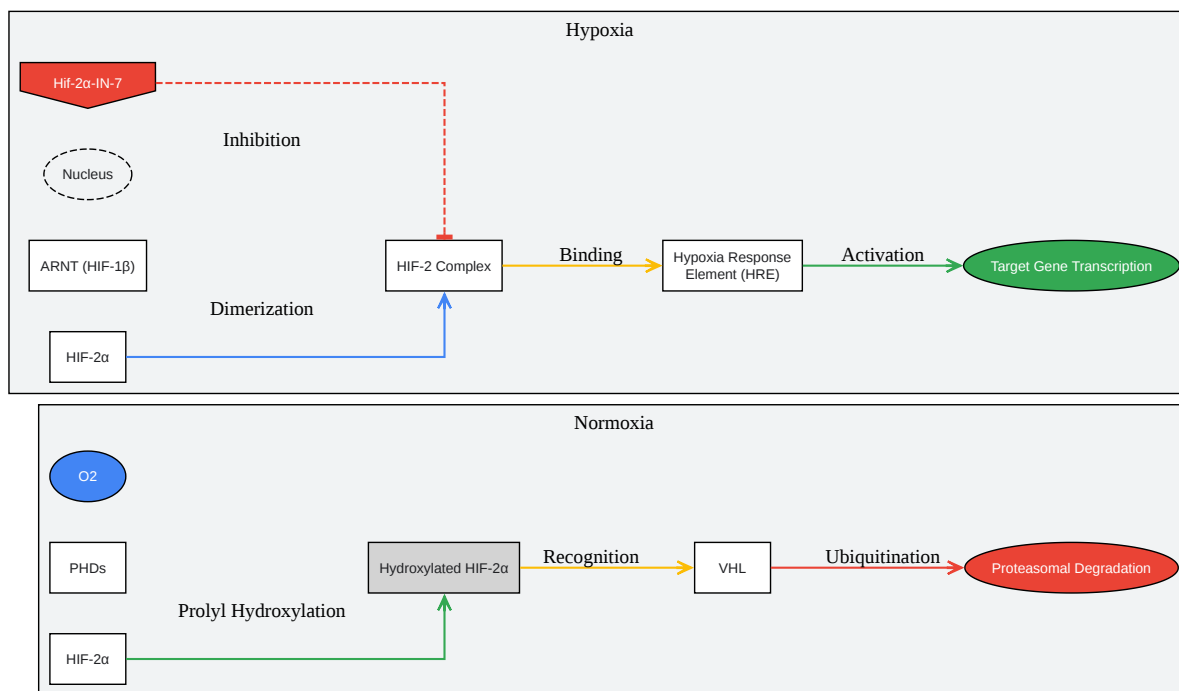 Hypoxia
Hif-2α-IN-7
Inhibition
Nucleus
ARNT (HIF-1β)
HIF-2 Complex
Binding
Hypoxia Response
Element (HRE)
Activation
Target Gene Transcription
Dimerization
HIF-2α
Normoxia
O2
PHDs
Hydroxylated HIF-2α
Recognition
VHL
Ubiquitination
Proteasomal Degradation
Prolyl Hydroxylation
HIF-2α